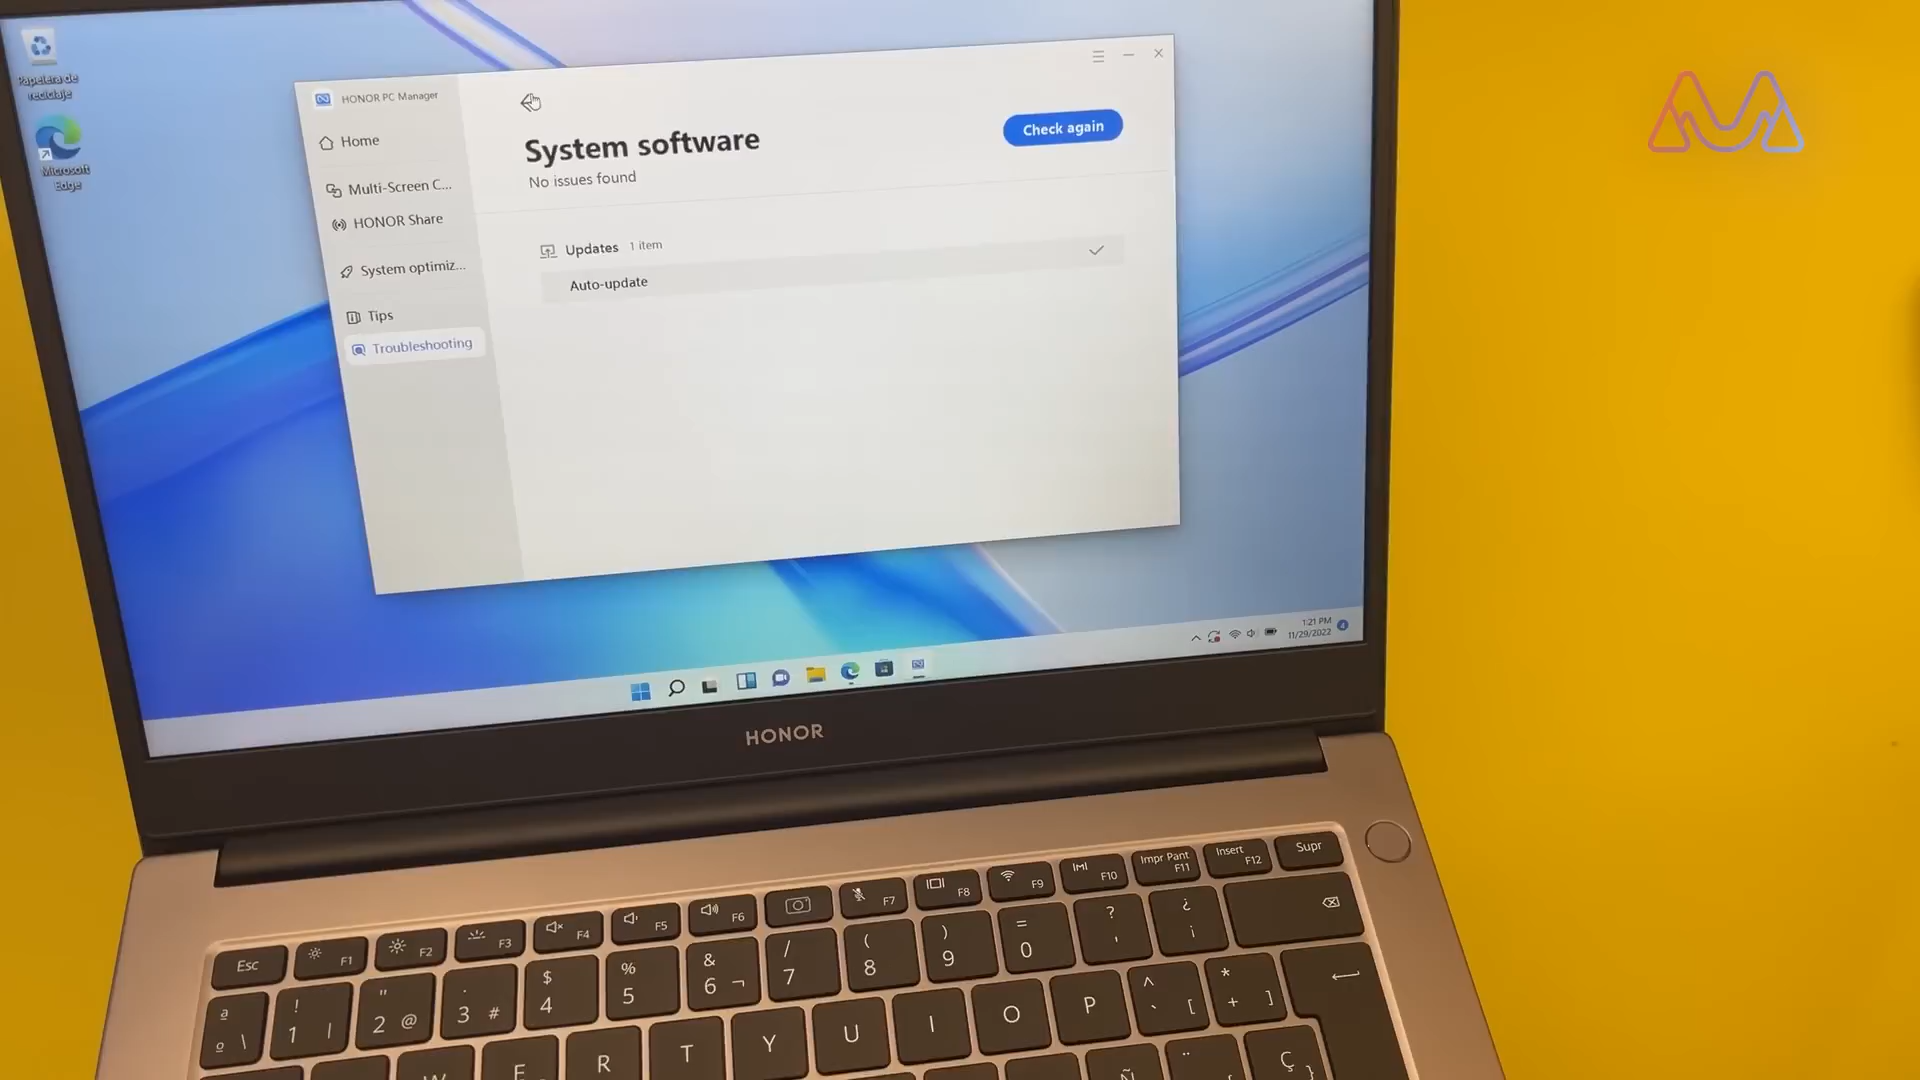 Papelera de
reciclaje
Microsoft
Edge
HONOR PC Manager
Home
Multi-Screen C...
HONOR Share
System optimiz...
Tips
Troubleshooting
System software
No issues found
Check again
Updates 1 item
Auto-update
1:21 PM
11/29/2022
4
HONOR
Esc F1 F2 F3 F4 F5 F6 F7 F8 F9 F10 Impr Pant F11 Insert F12 Supr
ª º \ ! 1 | " 2 @ · 3 # $ 4 % 5 & 6 ¬ / 7 ( 8 ) 9 = 0 ? ' ¿ ¡
W E R T Y U I O P ^ ` [ * + ]
Ñ ¨ Ç }